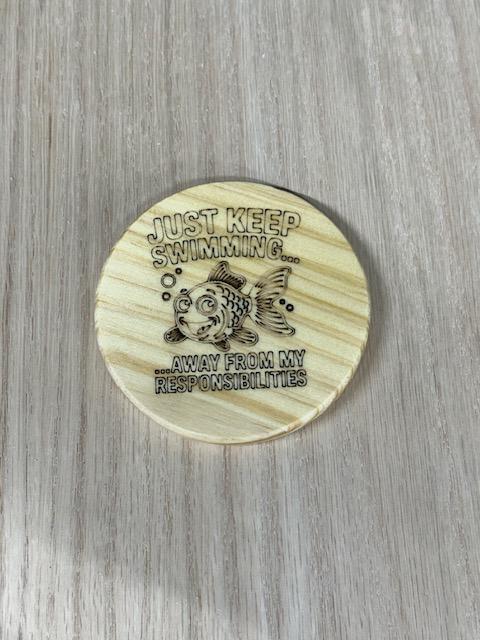 JUST KEEP
SWIMMING...
...AWAY FROM MY
RESPONSIBILITIES